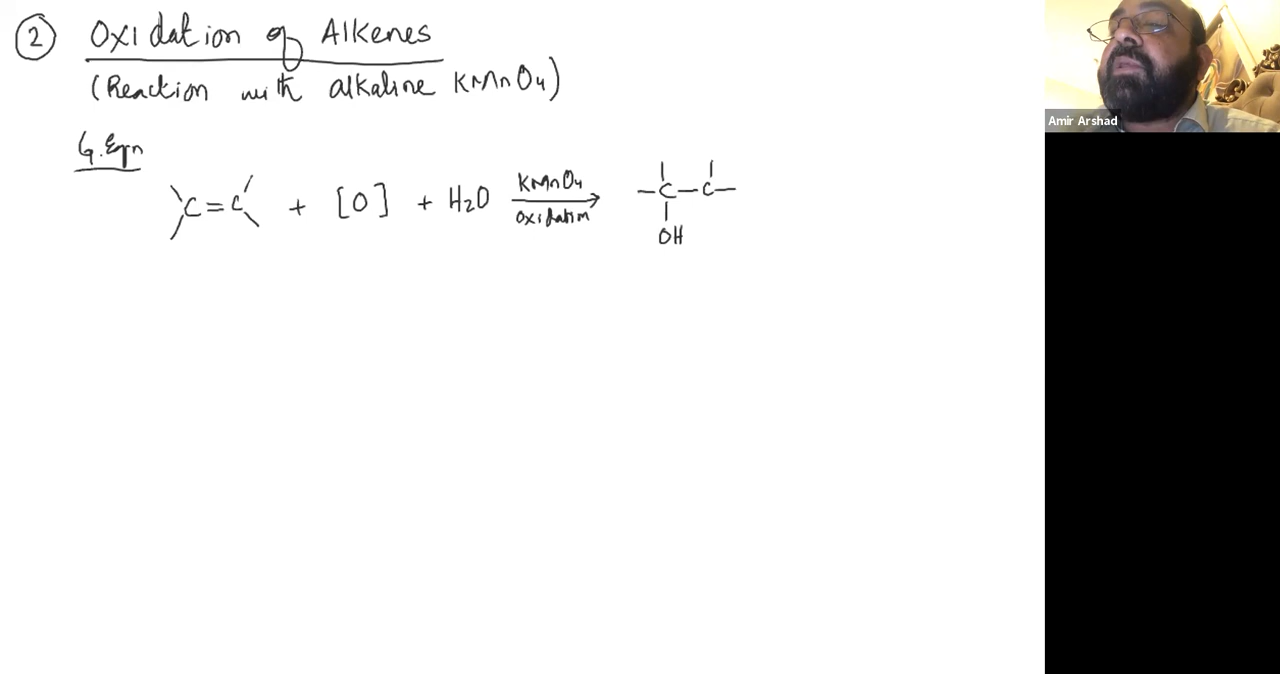 2 Oxidation of Alkenes
(Reaction with alkaline KMnO4)
G.Eqn
C=C + [O] + H2O KMnO4 Oxidation C-C-
OH
Amir Arshad